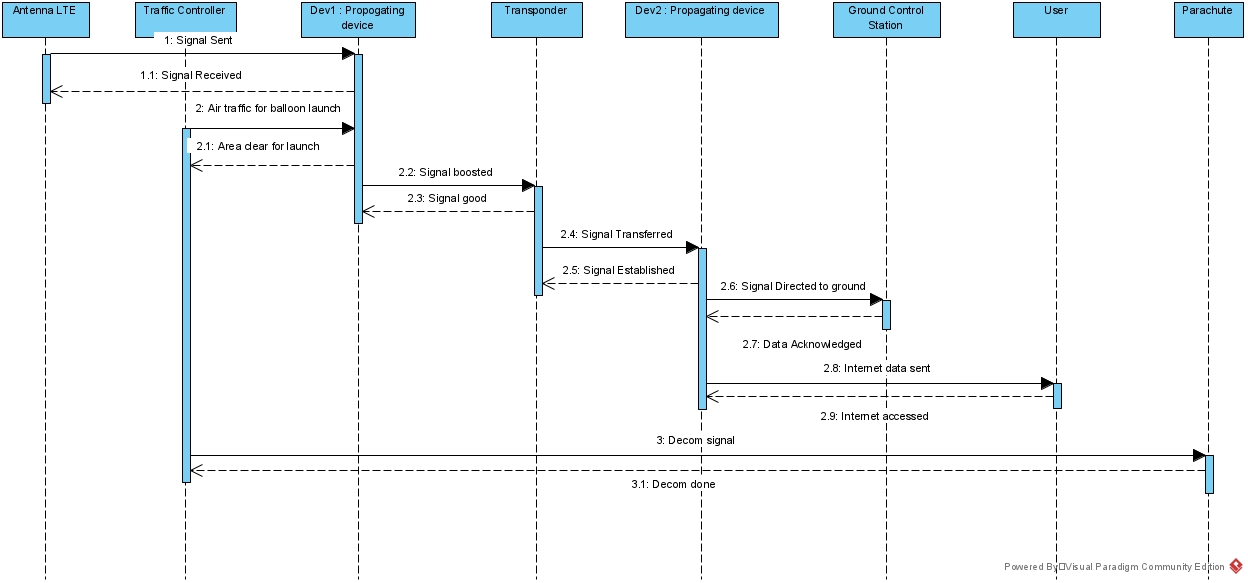 Antenna LTE
Traffic Controller
Dev1 : Propogating
device
Transponder
Dev2 : Propagating device
Ground Control
Station
User
Parachute
1: Signal Sent
1.1: Signal Received
2: Air traffic for balloon launch
2.1: Area clear for launch
2.2: Signal boosted
2.3: Signal good
2.4: Signal Transferred
2.5: Signal Established
2.6: Signal Directed to ground
2.7: Data Acknowledged
2.8: Internet data sent
2.9: Internet accessed
3: Decom signal
3.1: Decom done
Powered By Visual Paradigm Community Edition